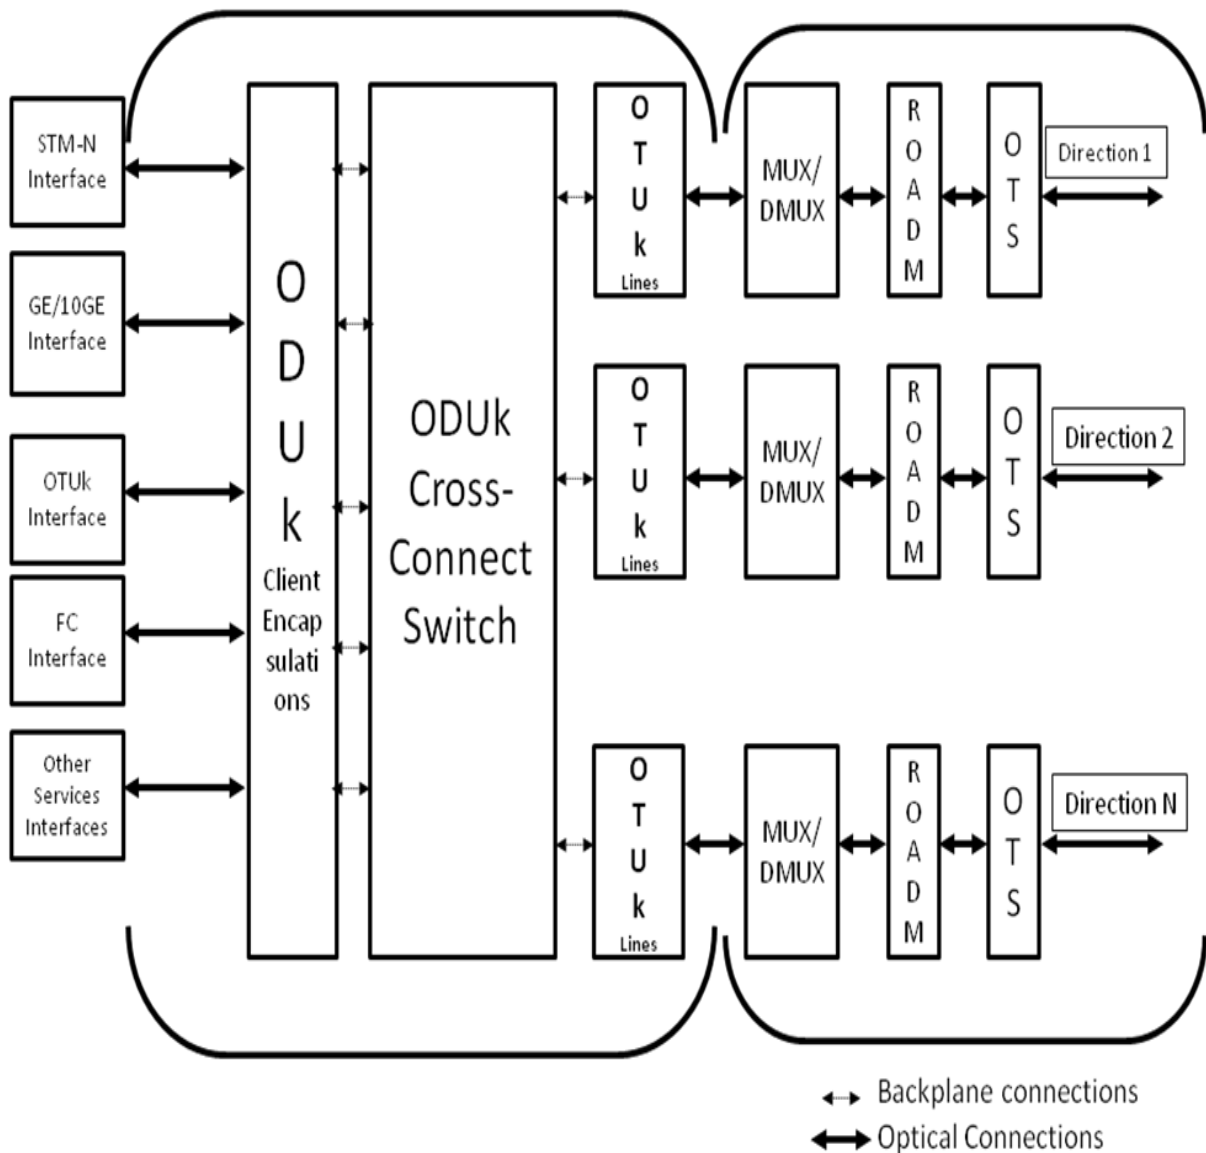 STM-N
Interface
GE/10GE
Interface
OTUk
Interface
FC
Interface
Other
Services
Interfaces
O
D
U
k
Client
Encap
sulati
ons
ODUk
Cross-
Connect
Switch
O
T
U
k
Lines
MUX/
DMUX
R
O
A
D
M
O
T
S
Direction 1
O
T
U
k
Lines
MUX/
DMUX
R
O
A
D
M
O
T
S
Direction 2
O
T
U
k
Lines
MUX/
DMUX
R
O
A
D
M
O
T
S
Direction N
Backplane connections
Optical Connections